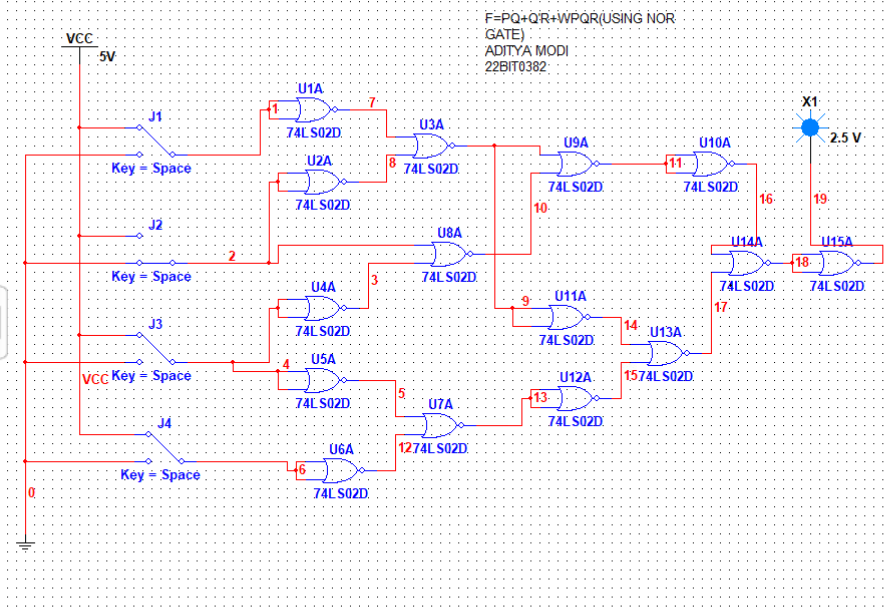 F=PQ+Q'R+WPQR(USING NOR
GATE)
ADITYA MODI
22BIT0382
VCC
5V
J1
Key = Space
J2
Key = Space
J3
Key = Space
VCC
J4
Key = Space
0
U1A
1
74LS02D
7
U2A
74LS02D
2
U3A
8
74LS02D
U8A
74LS02D
3
U4A
74LS02D
4
U5A
74LS02D
5
U7A
12
74LS02D
U6A
6
74LS02D
U9A
74LS02D
10
9
U11A
74LS02D
14
U12A
13
74LS02D
U13A
15
74LS02D
U10A
11
74LS02D
16
17
U14A
74LS02D
18
U15A
74LS02D
19
X1
2.5 V